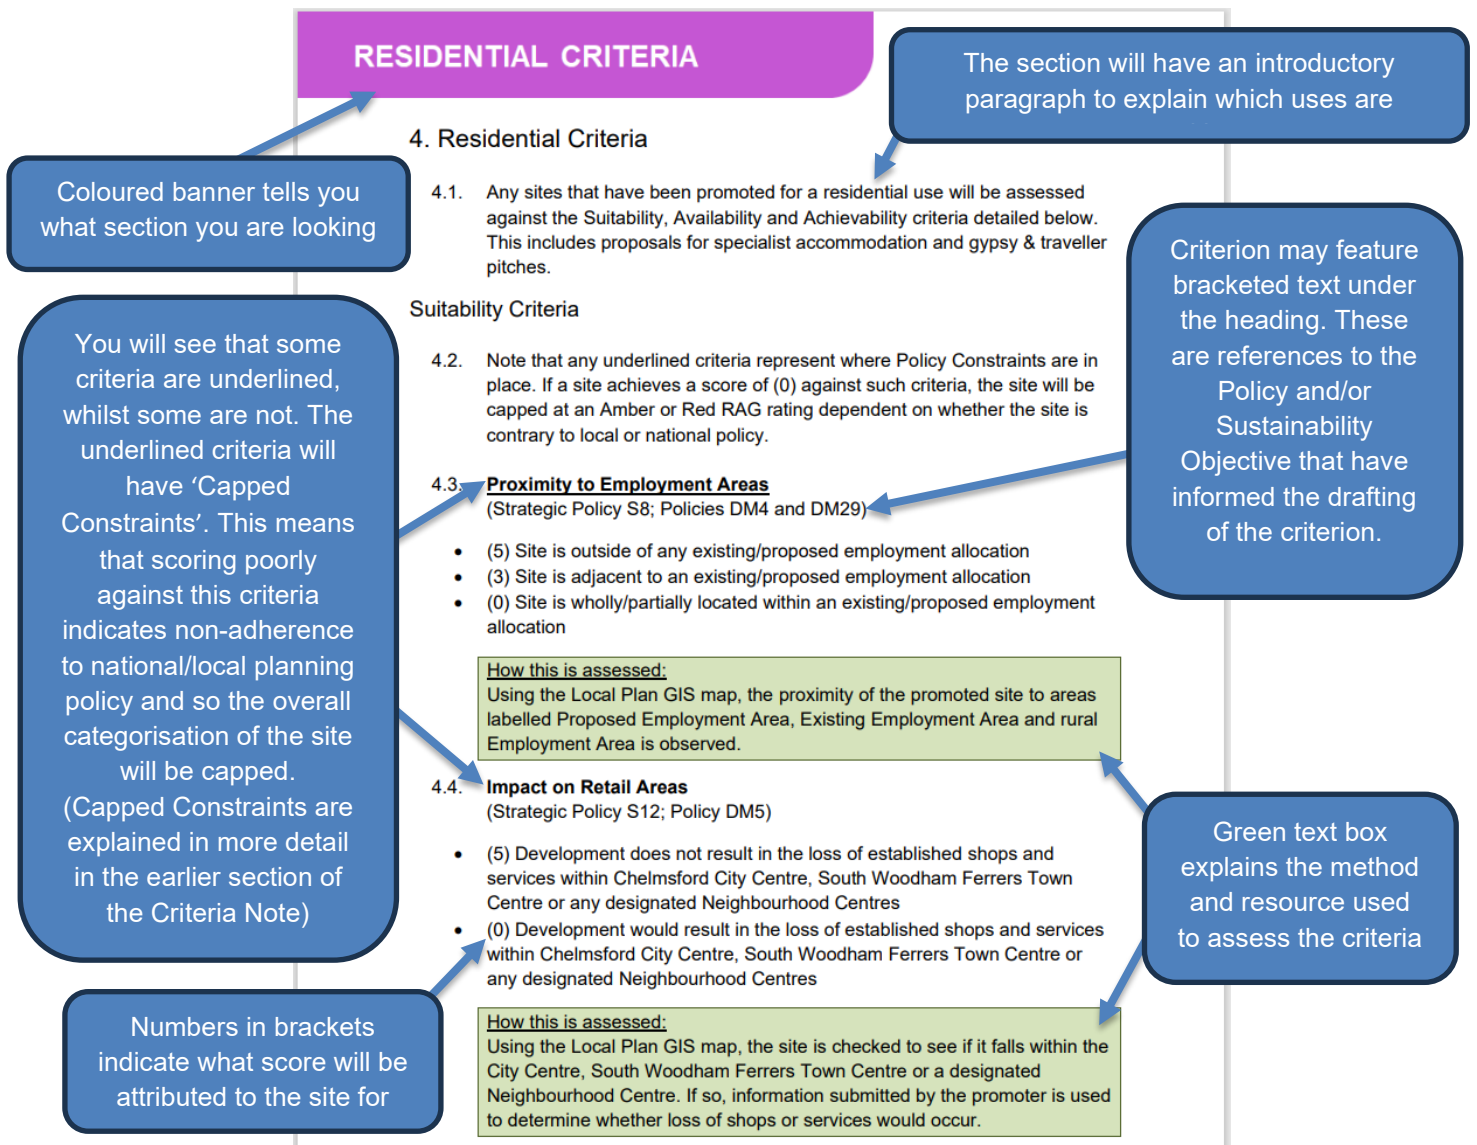 RESIDENTIAL CRITERIA
The section will have an introductory
paragraph to explain which uses are
Coloured banner tells you
what section you are looking
4. Residential Criteria
4.1. Any sites that have been promoted for a residential use will be assessed
against the Suitability, Availability and Achievability criteria detailed below.
This includes proposals for specialist accommodation and gypsy & traveller
pitches.
Criterion may feature
bracketed text under
the heading. These
are references to the
Policy and/or
Sustainability
Objective that have
informed the drafting
of the criterion.
Suitability Criteria
You will see that some
criteria are underlined,
whilst some are not. The
underlined criteria will
have ‘Capped
Constraints’. This means
that scoring poorly
against this criteria
indicates non-adherence
to national/local planning
policy and so the overall
categorisation of the site
will be capped.
(Capped Constraints are
explained in more detail
in the earlier section of
the Criteria Note)
4.2. Note that any underlined criteria represent where Policy Constraints are in
place. If a site achieves a score of (0) against such criteria, the site will be
capped at an Amber or Red RAG rating dependent on whether the site is
contrary to local or national policy.
4.3. Proximity to Employment Areas
(Strategic Policy S8; Policies DM4 and DM29)
• (5) Site is outside of any existing/proposed employment allocation
• (3) Site is adjacent to an existing/proposed employment allocation
• (0) Site is wholly/partially located within an existing/proposed employment
allocation
How this is assessed:
Using the Local Plan GIS map, the proximity of the promoted site to areas
labelled Proposed Employment Area, Existing Employment Area and rural
Employment Area is observed.
4.4. Impact on Retail Areas
(Strategic Policy S12; Policy DM5)
• (5) Development does not result in the loss of established shops and
services within Chelmsford City Centre, South Woodham Ferrers Town
Centre or any designated Neighbourhood Centres
• (0) Development would result in the loss of established shops and services
within Chelmsford City Centre, South Woodham Ferrers Town Centre or
any designated Neighbourhood Centres
Green text box
explains the method
and resource used
to assess the criteria
Numbers in brackets
indicate what score will be
attributed to the site for
How this is assessed:
Using the Local Plan GIS map, the site is checked to see if it falls within the
City Centre, South Woodham Ferrers Town Centre or a designated
Neighbourhood Centre. If so, information submitted by the promoter is used
to determine whether loss of shops or services would occur.